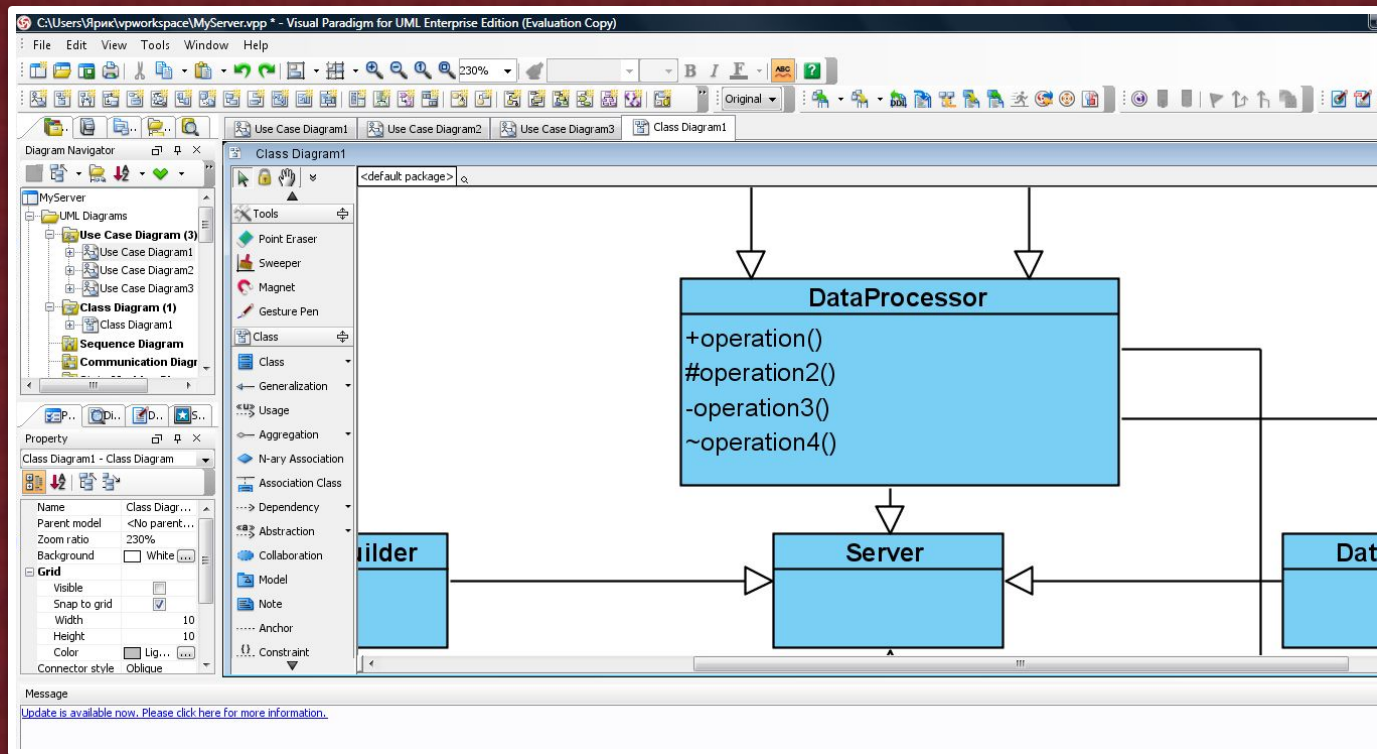 C:\Users\Ярик\vpworkspace\MyServer.vpp * - Visual Paradigm for UML Enterprise Edition (Evaluation Copy)
File Edit View Tools Window Help
230% B I F ABC ?
Original
Use Case Diagram1 Use Case Diagram2 Use Case Diagram3 Class Diagram1
Diagram Navigator
MyServer
UML Diagrams
Use Case Diagram (3)
Use Case Diagram1
Use Case Diagram2
Use Case Diagram3
Class Diagram (1)
Class Diagram1
Sequence Diagram
Communication Diagr
P.. Di.. D.. S..
Property
Class Diagram1 - Class Diagram
Name Class Diagr...
Parent model <No parent...
Zoom ratio 230%
Background White ...
Grid
Visible
Snap to grid
Width 10
Height 10
Color Lig... ...
Connector style Oblique
Class Diagram1
<default package>
Tools
Point Eraser
Sweeper
Magnet
Gesture Pen
Class
Class
Generalization
Usage
Aggregation
N-ary Association
Association Class
Dependency
Abstraction
Collaboration
Model
Note
Anchor
Constraint
DataProcessor
+operation()
#operation2()
-operation3()
~operation4()
uilder
Server
Dat
Message
Update is available now. Please click here for more information.